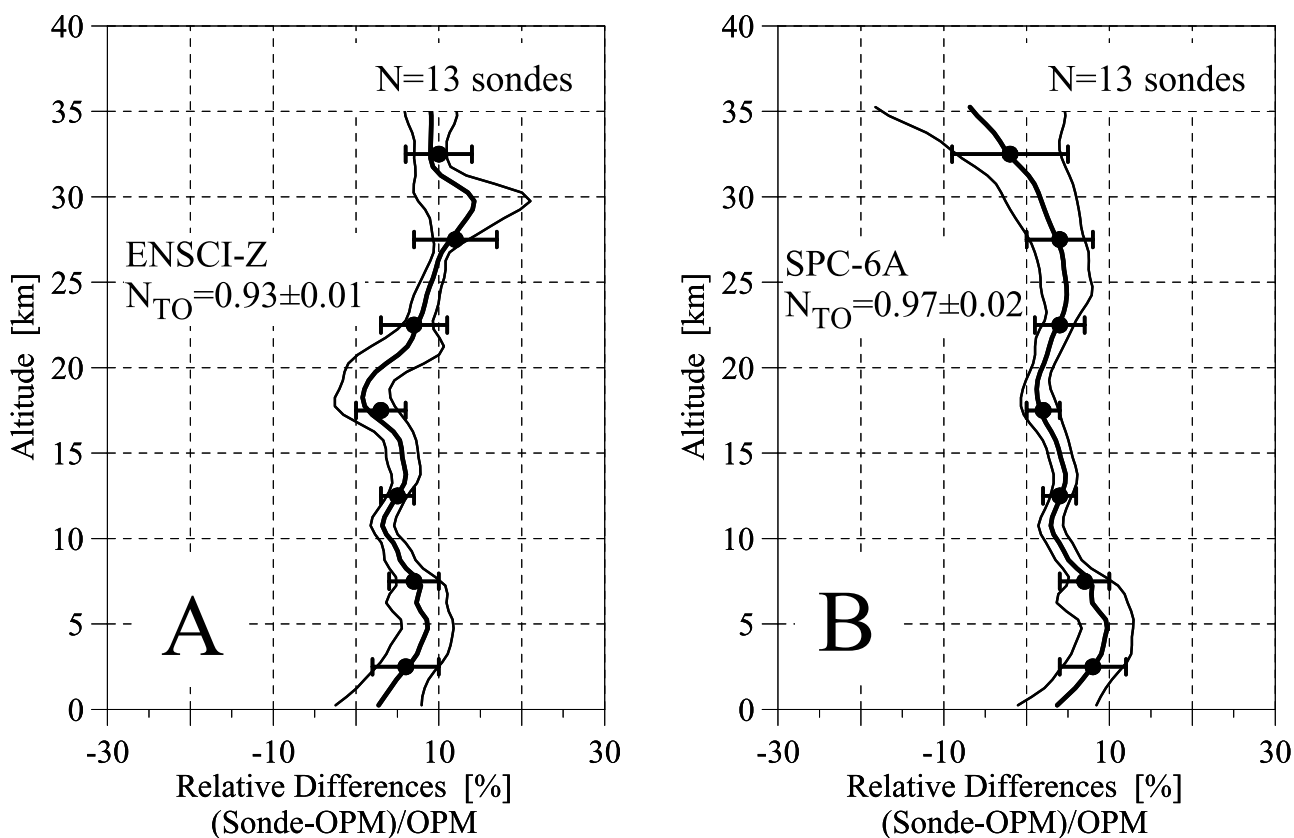 40
35
30
25
20
15
10
5
0
Altitude [km]
N=13 sondes
ENSCI-Z
N_TO=0.93±0.01
A
-30
-10
10
30
Relative Differences [%]
(Sonde-OPM)/OPM
40
35
30
25
20
15
10
5
0
Altitude [km]
N=13 sondes
SPC-6A
N_TO=0.97±0.02
B
-30
-10
10
30
Relative Differences [%]
(Sonde-OPM)/OPM